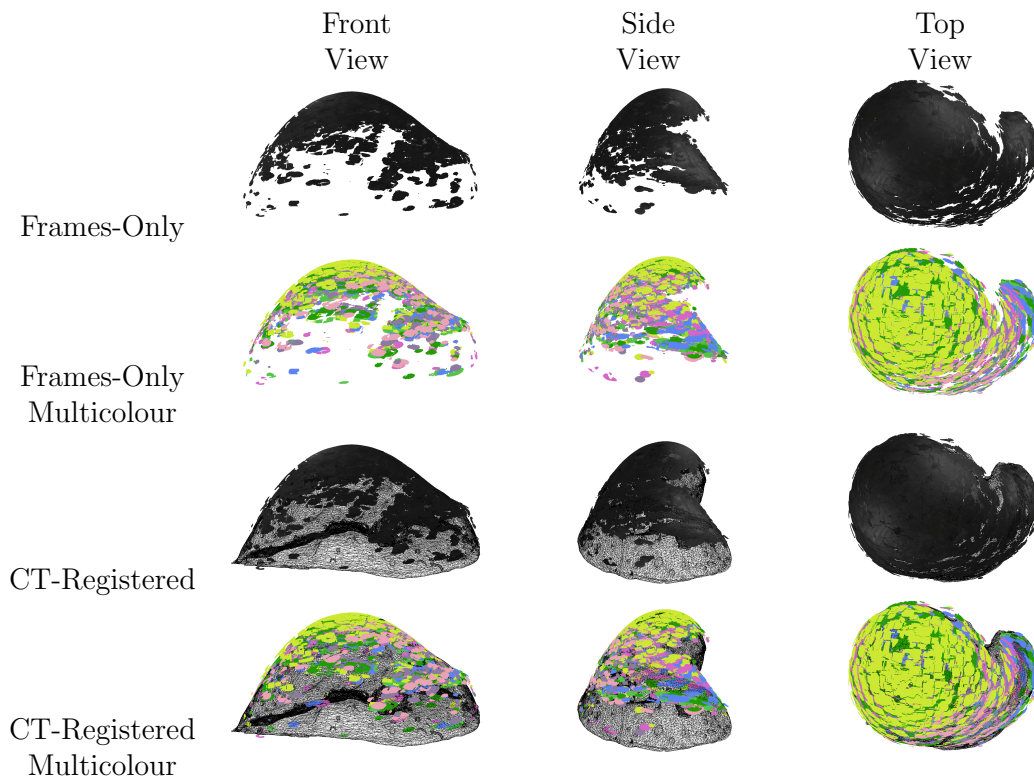 Front
View
Side
View
Top
View
Frames-Only
Frames-Only
Multicolour
CT-Registered
CT-Registered
Multicolour